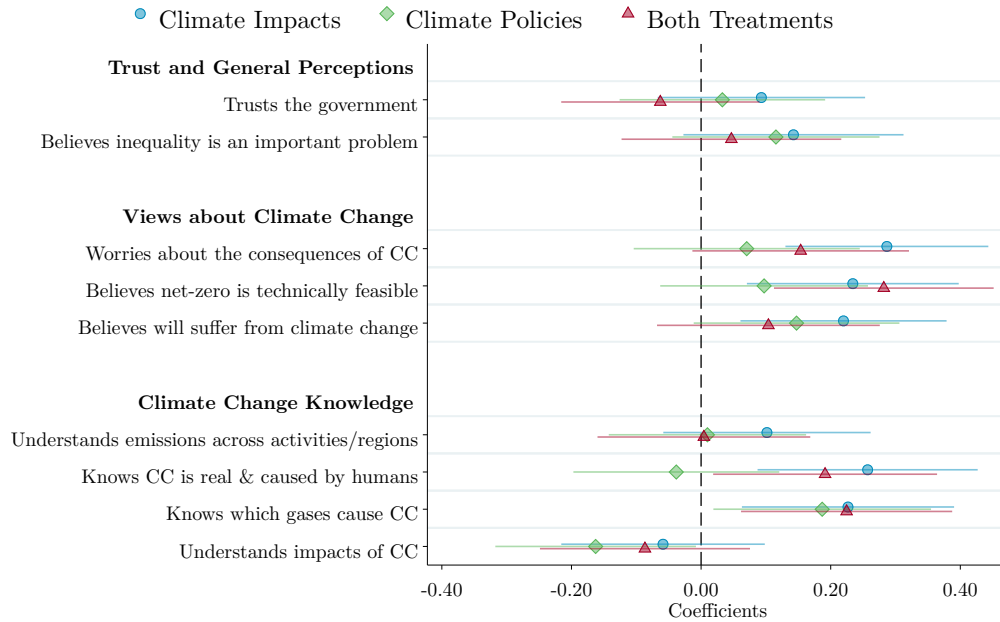 Climate Impacts Climate Policies Both Treatments
Trust and General Perceptions
Trusts the government
Believes inequality is an important problem
Views about Climate Change
Worries about the consequences of CC
Believes net-zero is technically feasible
Believes will suffer from climate change
Climate Change Knowledge
Understands emissions across activities/regions
Knows CC is real & caused by humans
Knows which gases cause CC
Understands impacts of CC
-0.40 -0.20 0.00 0.20 0.40
Coefficients